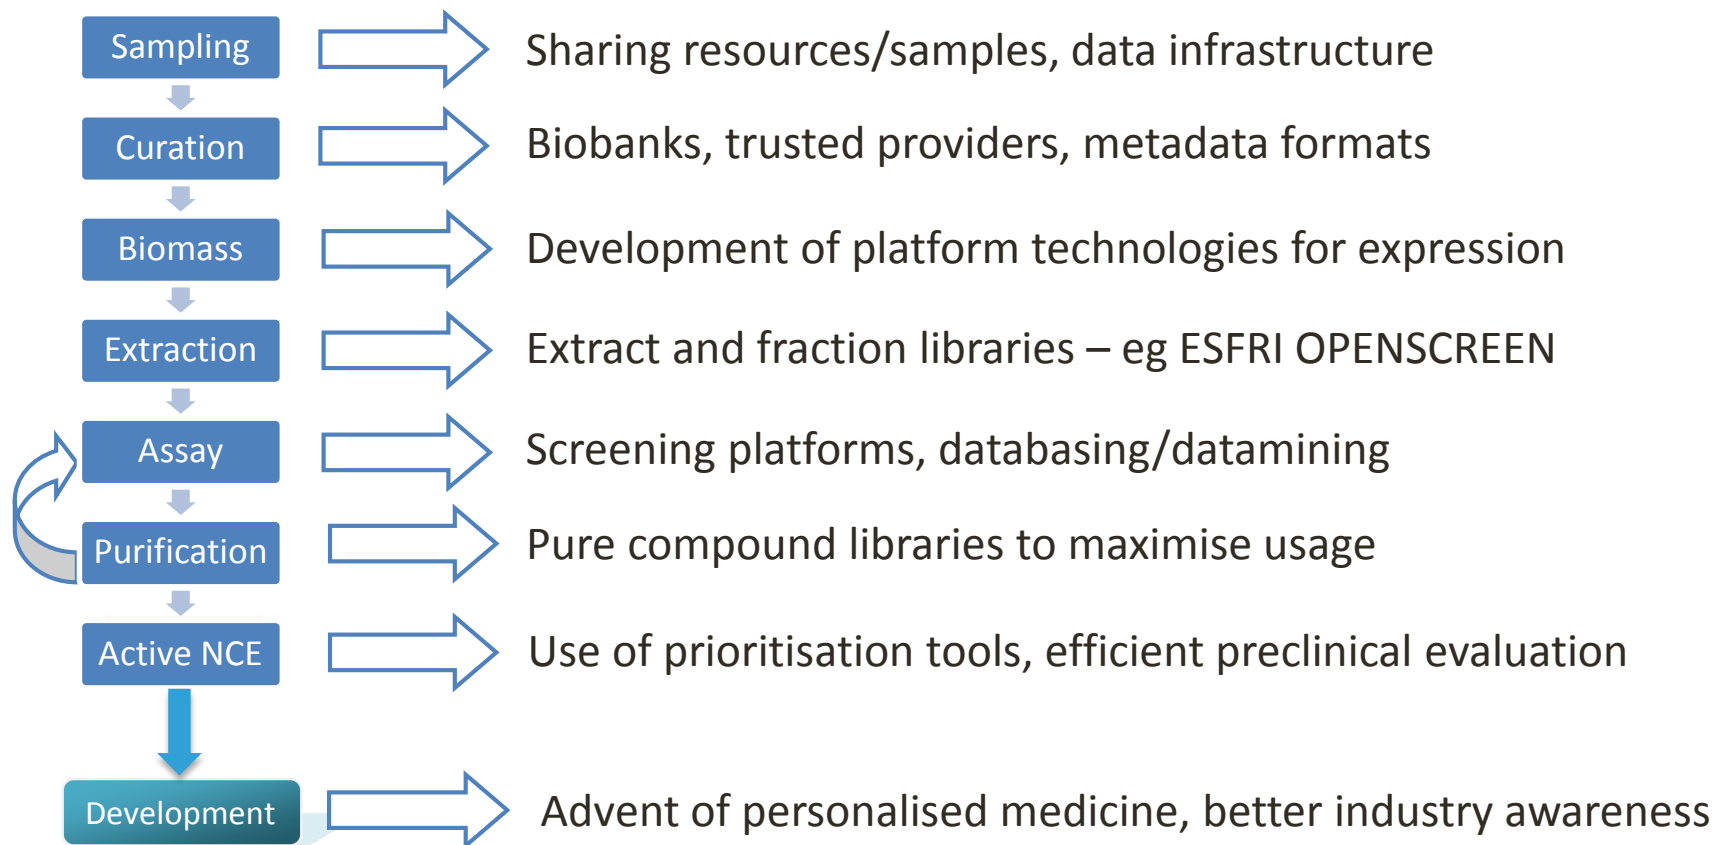 Sampling
Sharing resources/samples, data infrastructure
Curation
Biobanks, trusted providers, metadata formats
Biomass
Development of platform technologies for expression
Extraction
Extract and fraction libraries – eg ESFRI OPENSCREEN
Assay
Screening platforms, databasing/datamining
Purification
Pure compound libraries to maximise usage
Active NCE
Use of prioritisation tools, efficient preclinical evaluation
Development
Advent of personalised medicine, better industry awareness